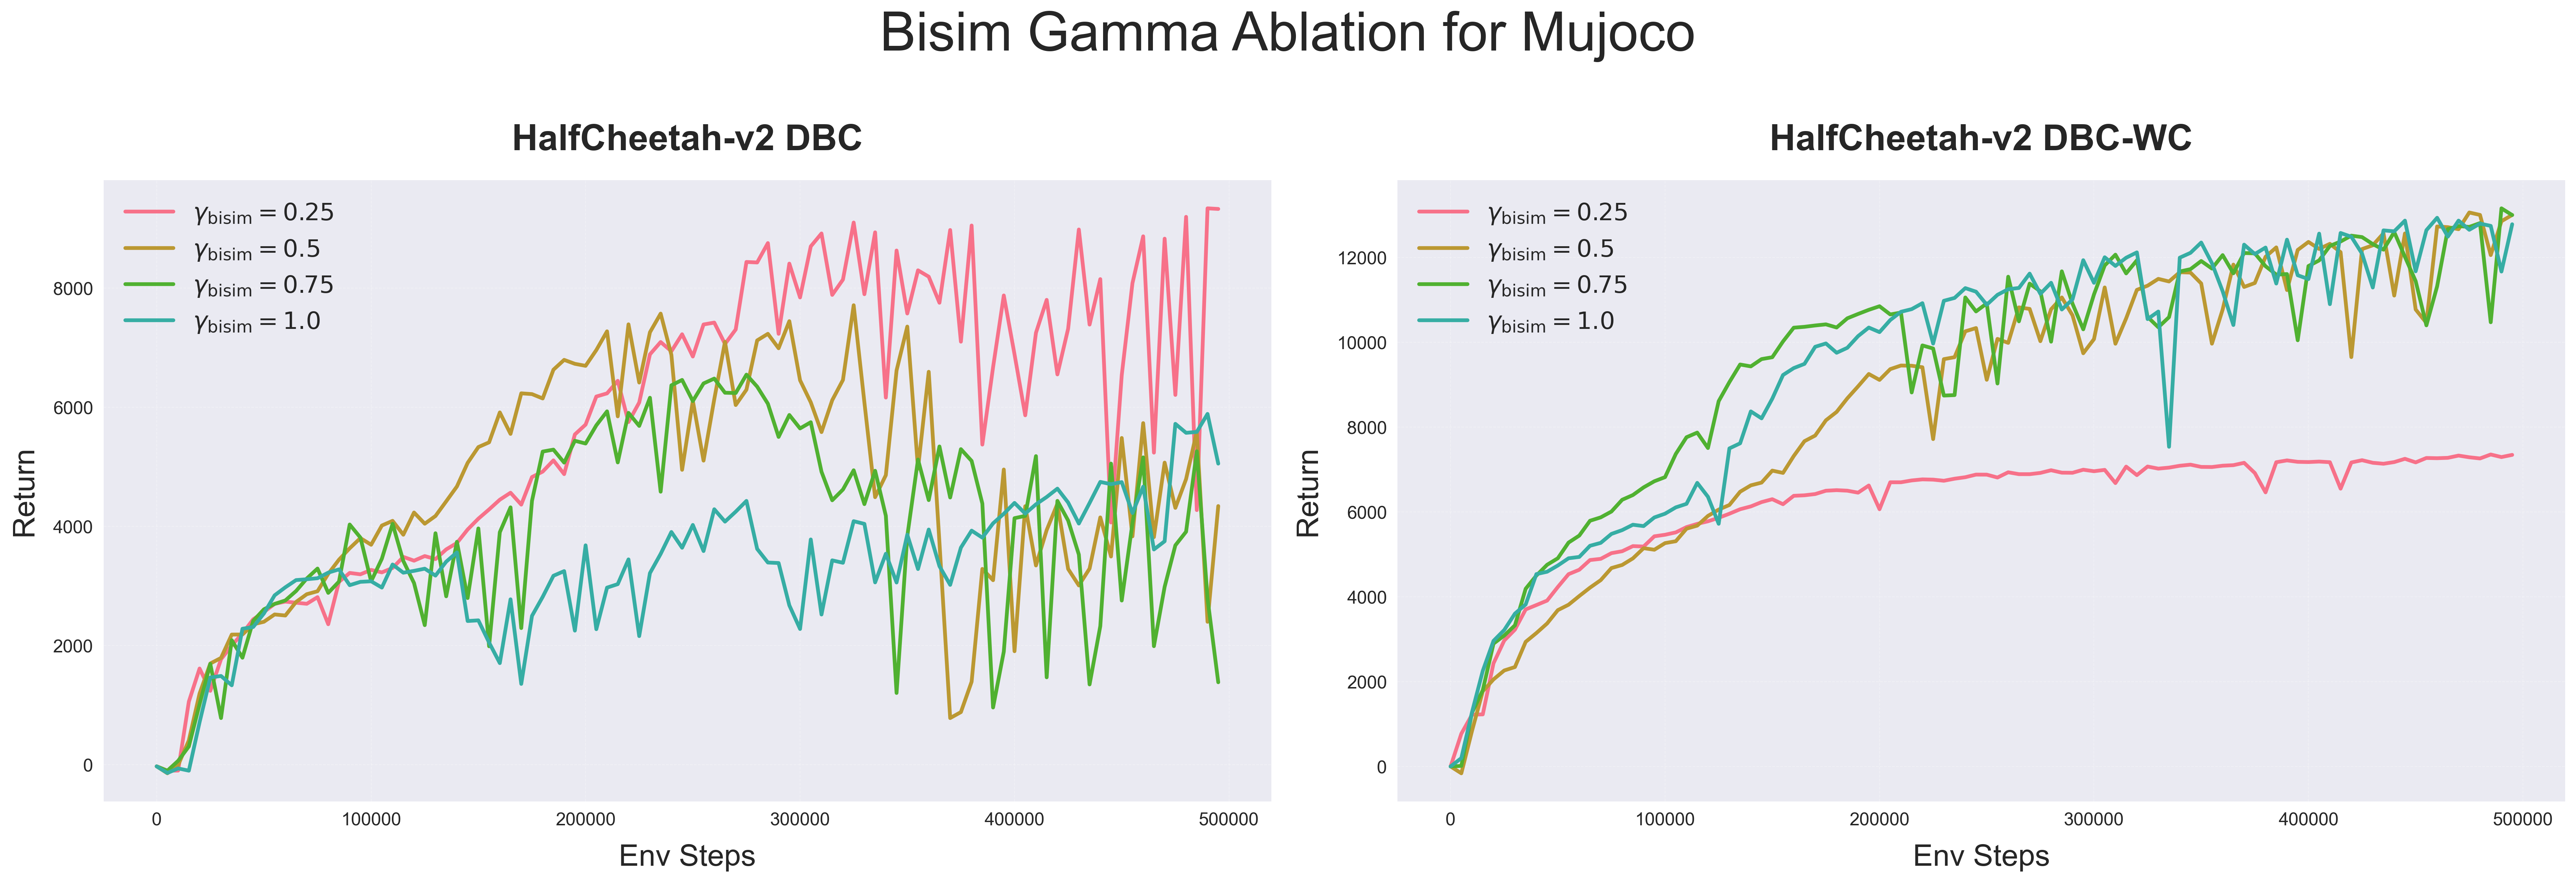 Bisim Gamma Ablation for Mujoco
HalfCheetah-v2 DBC
γbisim = 0.25
γbisim = 0.5
γbisim = 0.75
γbisim = 1.0
8000
6000
4000
2000
0
Return
0 100000 200000 300000 400000 500000
Env Steps
HalfCheetah-v2 DBC-WC
γbisim = 0.25
γbisim = 0.5
γbisim = 0.75
γbisim = 1.0
12000
10000
8000
6000
4000
2000
0
Return
0 100000 200000 300000 400000 500000
Env Steps